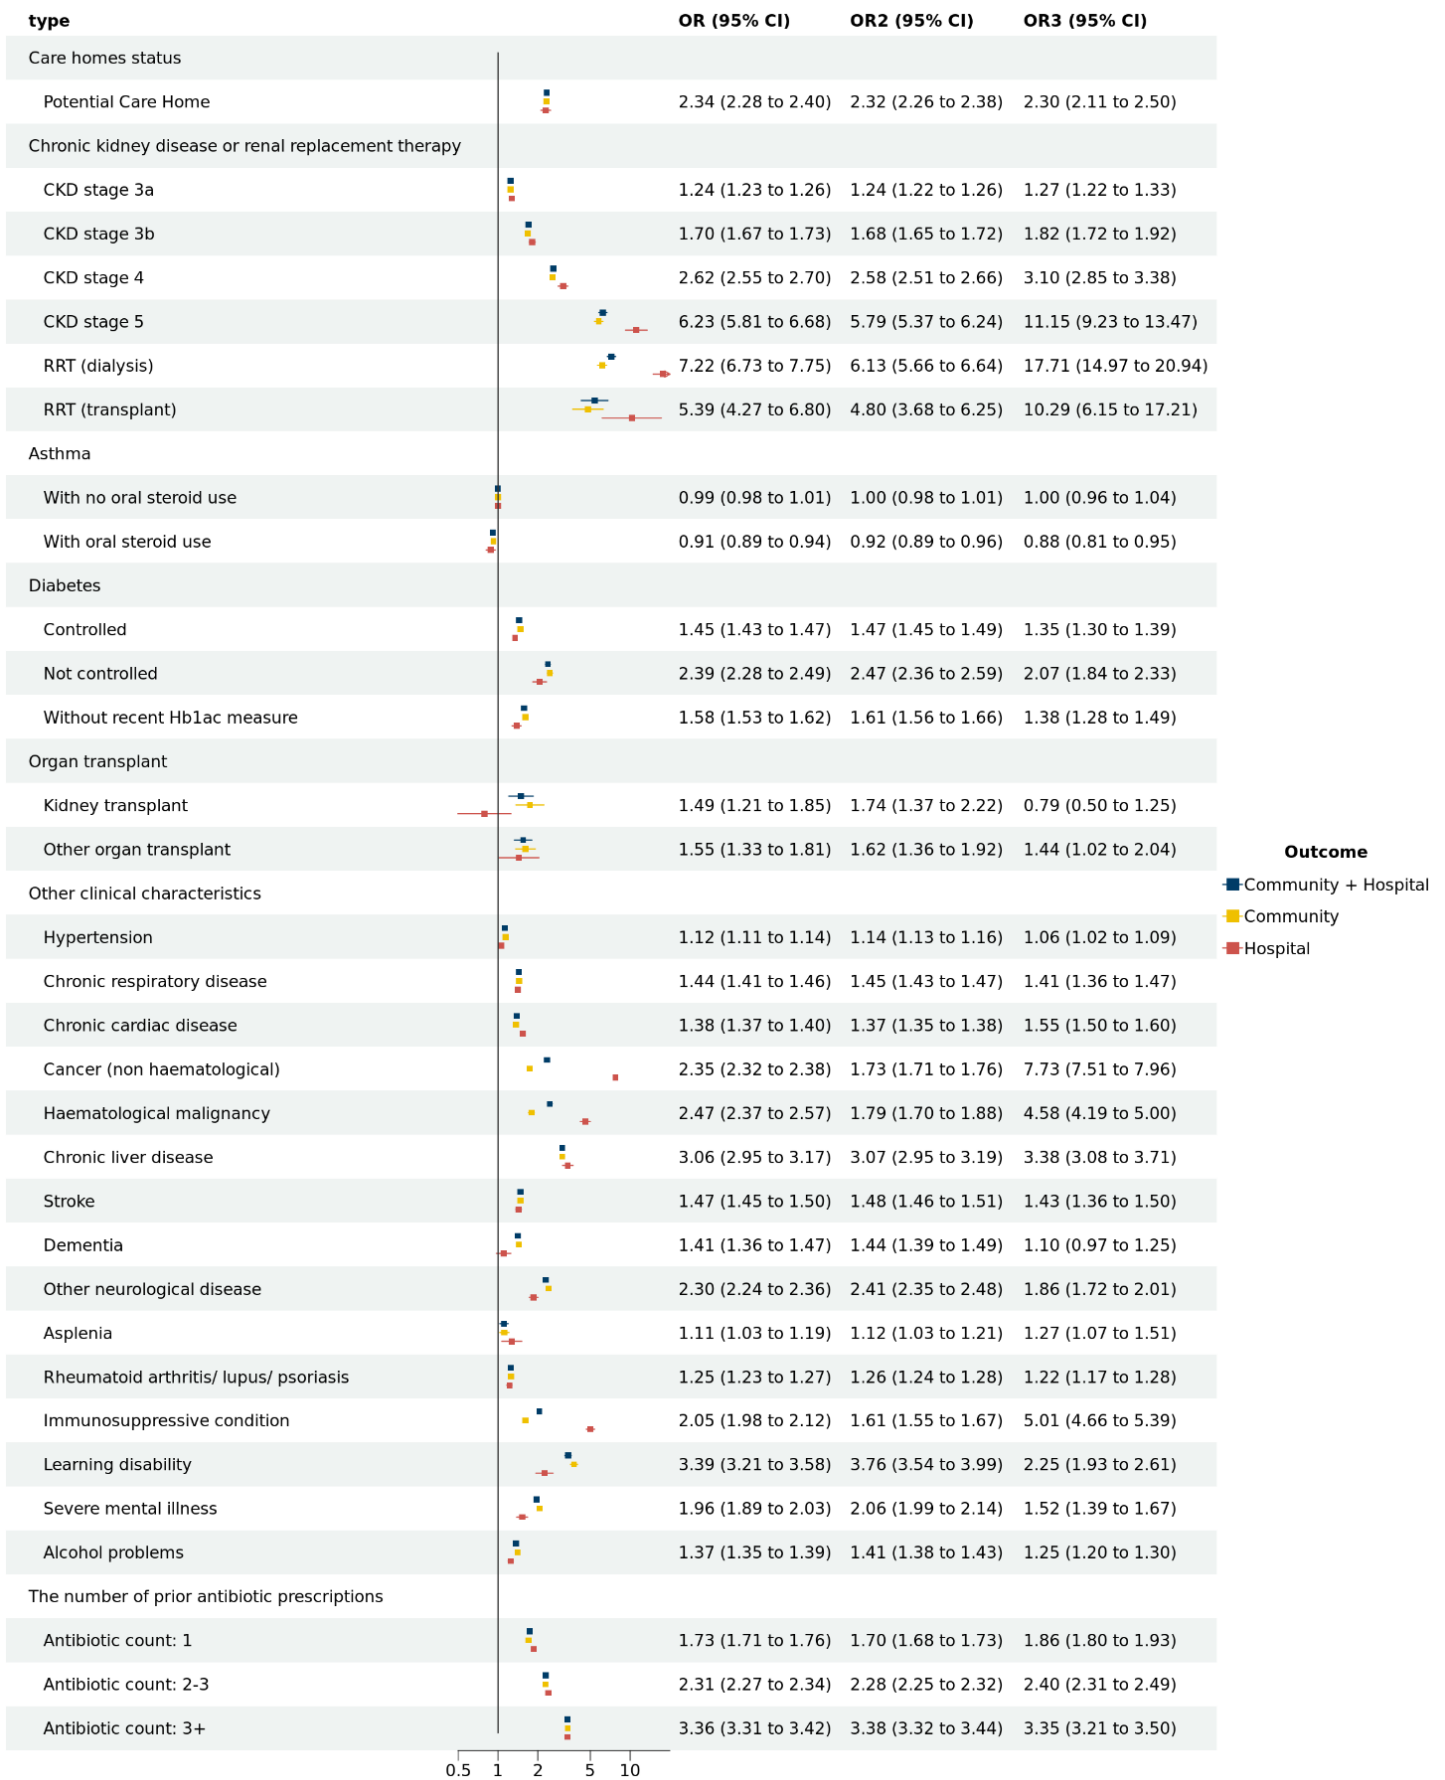 type OR (95% CI) OR2 (95% CI) OR3 (95% CI)
Care homes status
Potential Care Home 2.34 (2.28 to 2.40) 2.32 (2.26 to 2.38) 2.30 (2.11 to 2.50)
Chronic kidney disease or renal replacement therapy
CKD stage 3a 1.24 (1.23 to 1.26) 1.24 (1.22 to 1.26) 1.27 (1.22 to 1.33)
CKD stage 3b 1.70 (1.67 to 1.73) 1.68 (1.65 to 1.72) 1.82 (1.72 to 1.92)
CKD stage 4 2.62 (2.55 to 2.70) 2.58 (2.51 to 2.66) 3.10 (2.85 to 3.38)
CKD stage 5 6.23 (5.81 to 6.68) 5.79 (5.37 to 6.24) 11.15 (9.23 to 13.47)
RRT (dialysis) 7.22 (6.73 to 7.75) 6.13 (5.66 to 6.64) 17.71 (14.97 to 20.94)
RRT (transplant) 5.39 (4.27 to 6.80) 4.80 (3.68 to 6.25) 10.29 (6.15 to 17.21)
Asthma
With no oral steroid use 0.99 (0.98 to 1.01) 1.00 (0.98 to 1.01) 1.00 (0.96 to 1.04)
With oral steroid use 0.91 (0.89 to 0.94) 0.92 (0.89 to 0.96) 0.88 (0.81 to 0.95)
Diabetes
Controlled 1.45 (1.43 to 1.47) 1.47 (1.45 to 1.49) 1.35 (1.30 to 1.39)
Not controlled 2.39 (2.28 to 2.49) 2.47 (2.36 to 2.59) 2.07 (1.84 to 2.33)
Without recent Hb1ac measure 1.58 (1.53 to 1.62) 1.61 (1.56 to 1.66) 1.38 (1.28 to 1.49)
Organ transplant
Kidney transplant 1.49 (1.21 to 1.85) 1.74 (1.37 to 2.22) 0.79 (0.50 to 1.25)
Other organ transplant 1.55 (1.33 to 1.81) 1.62 (1.36 to 1.92) 1.44 (1.02 to 2.04)
Other clinical characteristics
Hypertension 1.12 (1.11 to 1.14) 1.14 (1.13 to 1.16) 1.06 (1.02 to 1.09)
Chronic respiratory disease 1.44 (1.41 to 1.46) 1.45 (1.43 to 1.47) 1.41 (1.36 to 1.47)
Chronic cardiac disease 1.38 (1.37 to 1.40) 1.37 (1.35 to 1.38) 1.55 (1.50 to 1.60)
Cancer (non haematological) 2.35 (2.32 to 2.38) 1.73 (1.71 to 1.76) 7.73 (7.51 to 7.96)
Haematological malignancy 2.47 (2.37 to 2.57) 1.79 (1.70 to 1.88) 4.58 (4.19 to 5.00)
Chronic liver disease 3.06 (2.95 to 3.17) 3.07 (2.95 to 3.19) 3.38 (3.08 to 3.71)
Stroke 1.47 (1.45 to 1.50) 1.48 (1.46 to 1.51) 1.43 (1.36 to 1.50)
Dementia 1.41 (1.36 to 1.47) 1.44 (1.39 to 1.49) 1.10 (0.97 to 1.25)
Other neurological disease 2.30 (2.24 to 2.36) 2.41 (2.35 to 2.48) 1.86 (1.72 to 2.01)
Asplenia 1.11 (1.03 to 1.19) 1.12 (1.03 to 1.21) 1.27 (1.07 to 1.51)
Rheumatoid arthritis/ lupus/ psoriasis 1.25 (1.23 to 1.27) 1.26 (1.24 to 1.28) 1.22 (1.17 to 1.28)
Immunosuppressive condition 2.05 (1.98 to 2.12) 1.61 (1.55 to 1.67) 5.01 (4.66 to 5.39)
Learning disability 3.39 (3.21 to 3.58) 3.76 (3.54 to 3.99) 2.25 (1.93 to 2.61)
Severe mental illness 1.96 (1.89 to 2.03) 2.06 (1.99 to 2.14) 1.52 (1.39 to 1.67)
Alcohol problems 1.37 (1.35 to 1.39) 1.41 (1.38 to 1.43) 1.25 (1.20 to 1.30)
The number of prior antibiotic prescriptions
Antibiotic count: 1 1.73 (1.71 to 1.76) 1.70 (1.68 to 1.73) 1.86 (1.80 to 1.93)
Antibiotic count: 2-3 2.31 (2.27 to 2.34) 2.28 (2.25 to 2.32) 2.40 (2.31 to 2.49)
Antibiotic count: 3+ 3.36 (3.31 to 3.42) 3.38 (3.32 to 3.44) 3.35 (3.21 to 3.50)
0.5 1 2 5 10
Outcome
Community + Hospital
Community
Hospital